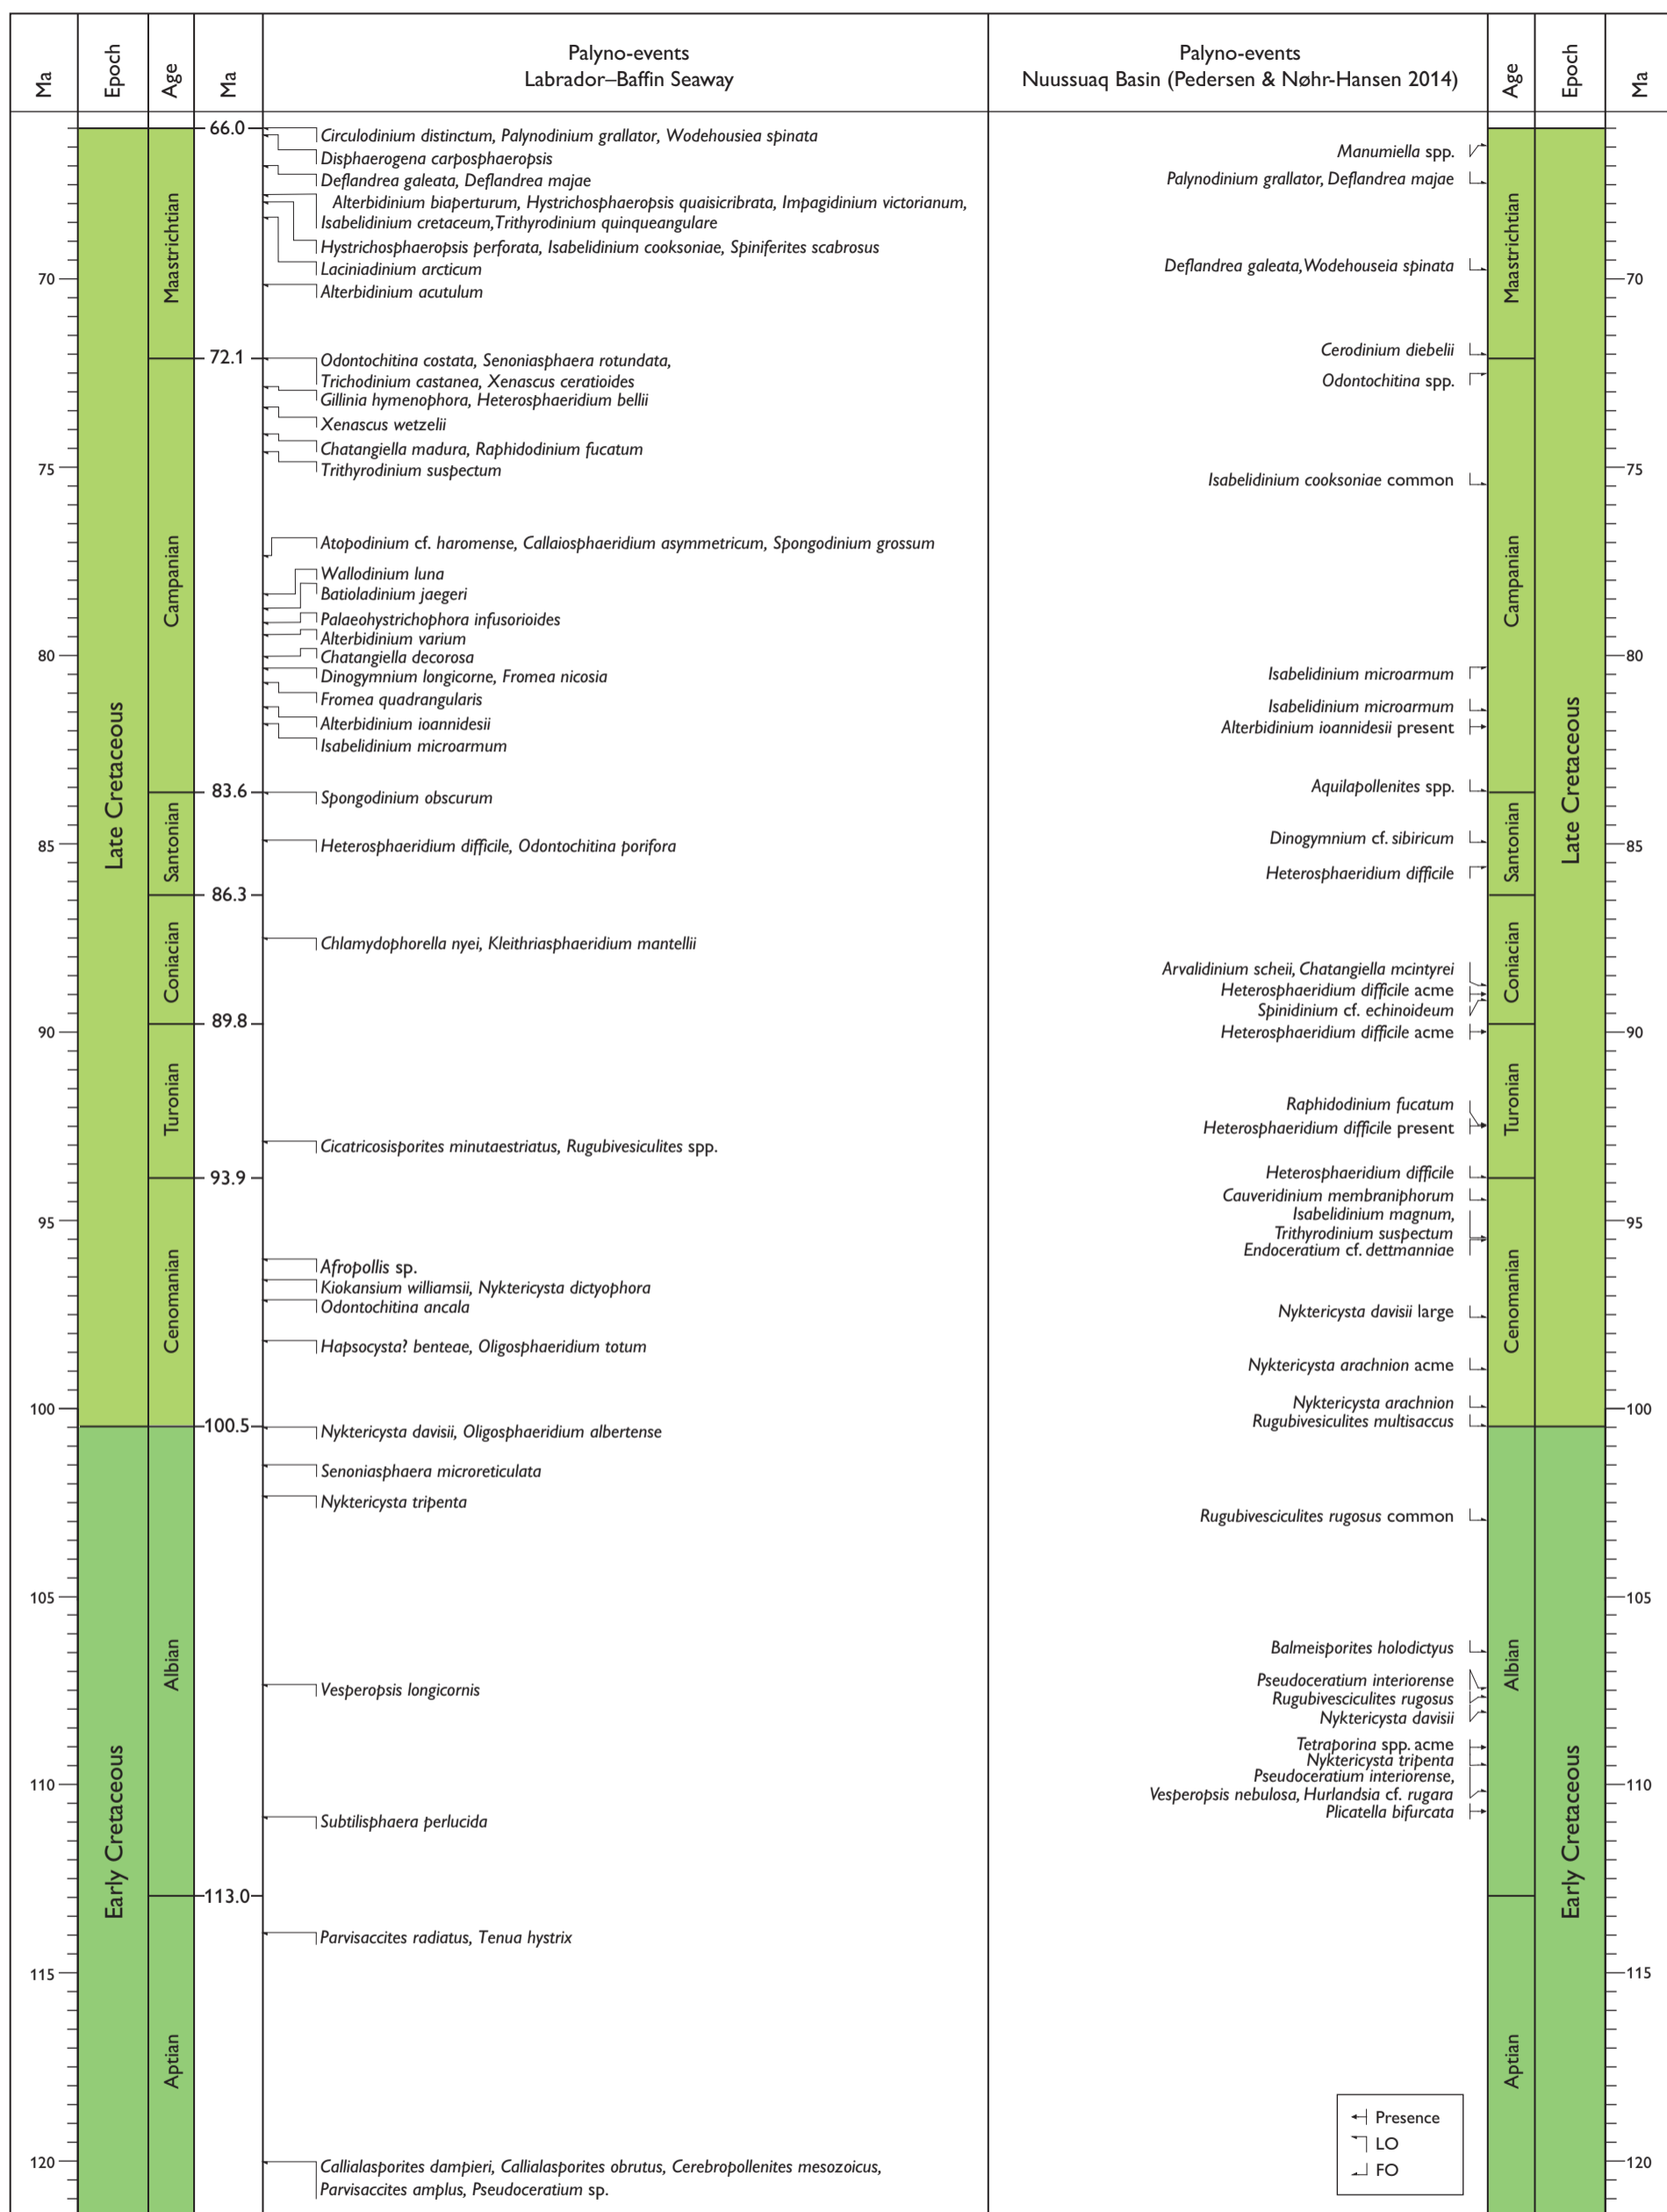 Ma
Epoch
Age
Ma
Palyno-events
Labrador–Baffin Seaway
Palyno-events
Nuussuaq Basin (Pedersen & Nøhr-Hansen 2014)
Age
Epoch
Ma
70
75
80
85
90
95
100
105
110
115
120
Late Cretaceous
Early Cretaceous
Maastrichtian
Campanian
Santonian
Coniacian
Turonian
Cenomanian
Albian
Aptian
66.0
72.1
83.6
86.3
89.8
93.9
100.5
113.0
Circulodinium distinctum, Palynodinium grallator, Wodehousiea spinata
Disphaerogena carposphaeropsis
Deflandrea galeata, Deflandrea majae
Alterbidinium biaperturum, Hystrichosphaeropsis quaisicribrata, Impagidinium victorianum,
Isabelidinium cretaceum,Trithyrodinium quinqueangulare
Hystrichosphaeropsis perforata, Isabelidinium cooksoniae, Spiniferites scabrosus
Laciniadinium arcticum
Alterbidinium acutulum
Odontochitina costata, Senoniasphaera rotundata,
Trichodinium castanea, Xenascus ceratioides
Gillinia hymenophora, Heterosphaeridium bellii
Xenascus wetzelii
Chatangiella madura, Raphidodinium fucatum
Trithyrodinium suspectum
Atopodinium cf. haromense, Callaiosphaeridium asymmetricum, Spongodinium grossum
Wallodinium luna
Batioladinium jaegeri
Palaeohystrichophora infusorioides
Alterbidinium varium
Chatangiella decorosa
Dinogymnium longicorne, Fromea nicosia
Fromea quadrangularis
Alterbidinium ioannidesii
Isabelidinium microarmum
Spongodinium obscurum
Heterosphaeridium difficile, Odontochitina porifora
Chlamydophorella nyei, Kleithriasphaeridium mantellii
Cicatricosisporites minutaestriatus, Rugubivesiculites spp.
Afropollis sp.
Kiokansium williamsii, Nyktericysta dictyophora
Odontochitina ancala
Hapsocysta? benteae, Oligosphaeridium totum
Nyktericysta davisii, Oligosphaeridium albertense
Senoniasphaera microreticulata
Nyktericysta tripenta
Vesperopsis longicornis
Subtilisphaera perlucida
Parvisaccites radiatus, Tenua hystrix
Callialasporites dampieri, Callialasporites obrutus, Cerebropollenites mesozoicus,
Parvisaccites amplus, Pseudoceratium sp.
Manumiella spp.
Palynodinium grallator, Deflandrea majae
Deflandrea galeata,Wodehouseia spinata
Cerodinium diebelii
Odontochitina spp.
Isabelidinium cooksoniae common
Isabelidinium microarmum
Isabelidinium microarmum
Alterbidinium ioannidesii present
Aquilapollenites spp.
Dinogymnium cf. sibiricum
Heterosphaeridium difficile
Arvalidinium scheii, Chatangiella mcintyrei
Heterosphaeridium difficile acme
Spinidinium cf. echinoideum
Heterosphaeridium difficile acme
Raphidodinium fucatum
Heterosphaeridium difficile present
Heterosphaeridium difficile
Cauveridinium membraniphorum
Isabelidinium magnum,
Trithyrodinium suspectum
Endoceratium cf. dettmanniae
Nyktericysta davisii large
Nyktericysta arachnion acme
Nyktericysta arachnion
Rugubivesiculites multisaccus
Rugubivesciculites rugosus common
Balmeisporites holodictyus
Pseudoceratium interiorense
Rugubivesciculites rugosus
Nyktericysta davisii
Tetraporina spp. acme
Nyktericysta tripenta
Pseudoceratium interiorense,
Vesperopsis nebulosa, Hurlandsia cf. rugara
Plicatella bifurcata
Presence
LO
FO
Maastrichtian
Campanian
Santonian
Coniacian
Turonian
Cenomanian
Albian
Aptian
Late Cretaceous
Early Cretaceous
70
75
80
85
90
95
100
105
110
115
120